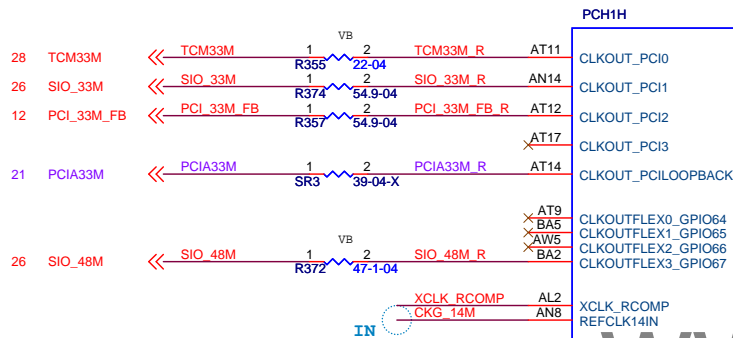 PCH1H
VB
28 TCM33M TCM33M 1 2 TCM33M_R AT11 CLKOUT_PCI0
R355 22-04
26 SIO_33M SIO_33M 1 2 SIO_33M_R AN14 CLKOUT_PCI1
R374 54.9-04
12 PCI_33M_FB PCI_33M_FB 1 2 PCI_33M_FB_R AT12 CLKOUT_PCI2
R357 54.9-04
AT17 CLKOUT_PCI3
21 PCIA33M PCIA33M 1 2 PCIA33M_R AT14 CLKOUT_PCILOOPBACK
SR3 39-04-X
AT9 CLKOUTFLEX0_GPIO64
BA5 CLKOUTFLEX1_GPIO65
VB
AW5 CLKOUTFLEX2_GPIO66
26 SIO_48M SIO_48M 1 2 SIO_48M_R BA2 CLKOUTFLEX3_GPIO67
R372 47-1-04
XCLK_RCOMP AL2 XCLK_RCOMP
CKG_14M AN8 REFCLK14IN
IN